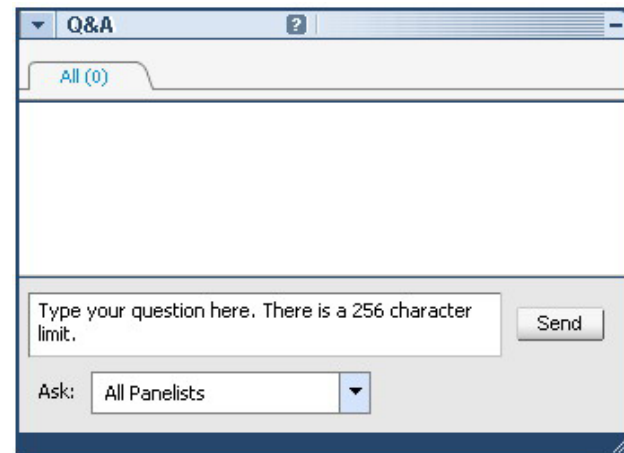 Q&A ?
All (0)
Type your question here. There is a 256 character
limit.
Send
Ask: All Panelists